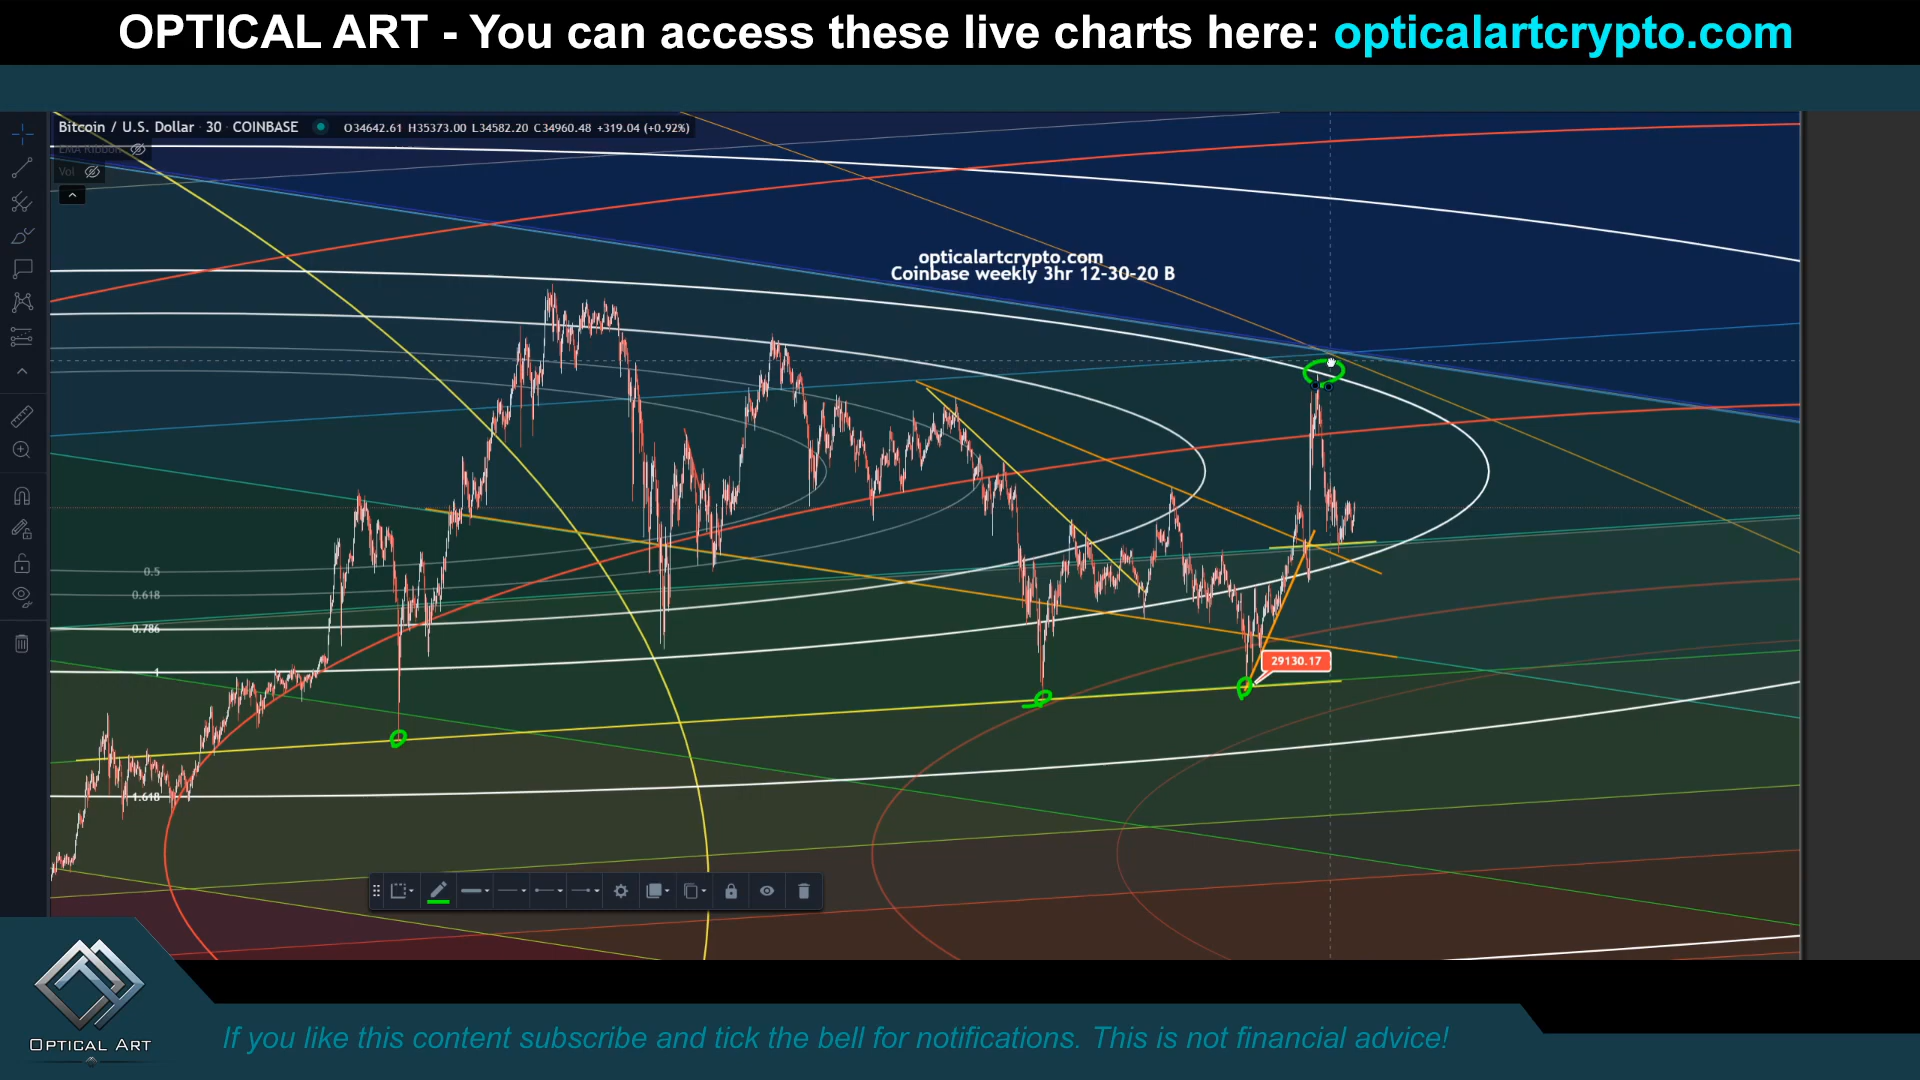 OPTICAL ART - You can access these live charts here: opticalartcrypto.com
Bitcoin / U.S. Dollar · 30 · COINBASE O34642.61 H35373.00 L34582.20 C34960.48 +319.04 (+0.92%)
EMA Ribbon
Vol
opticalartcrypto.com
Coinbase weekly 3hr 12-30-20 B
0.5
0.618
0.786
1
1.618
29130.17
OPTICAL ART
If you like this content subscribe and tick the bell for notifications. This is not financial advice!